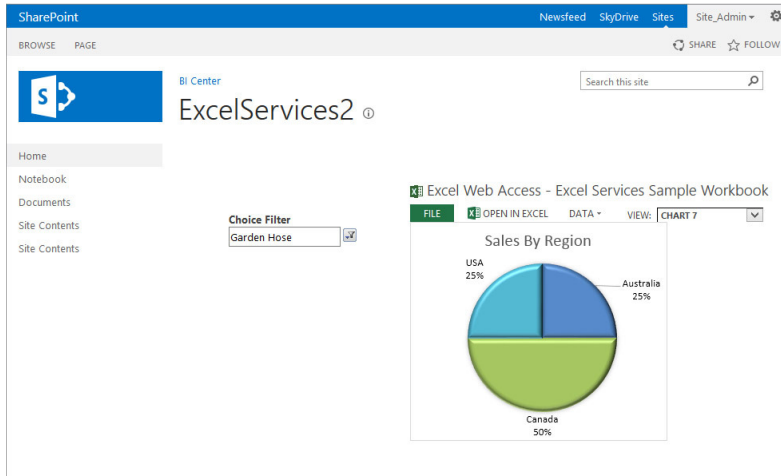 SharePoint
Newsfeed SkyDrive Sites Site_Admin
BROWSE PAGE
SHARE FOLLOW
S
BI Center
Search this site
ExcelServices2
Home
Notebook
Documents
Site Contents
Site Contents
Choice Filter
Garden Hose
Excel Web Access - Excel Services Sample Workbook
FILE OPEN IN EXCEL DATA VIEW: CHART 7
Sales By Region
USA
25%
Australia
25%
Canada
50%